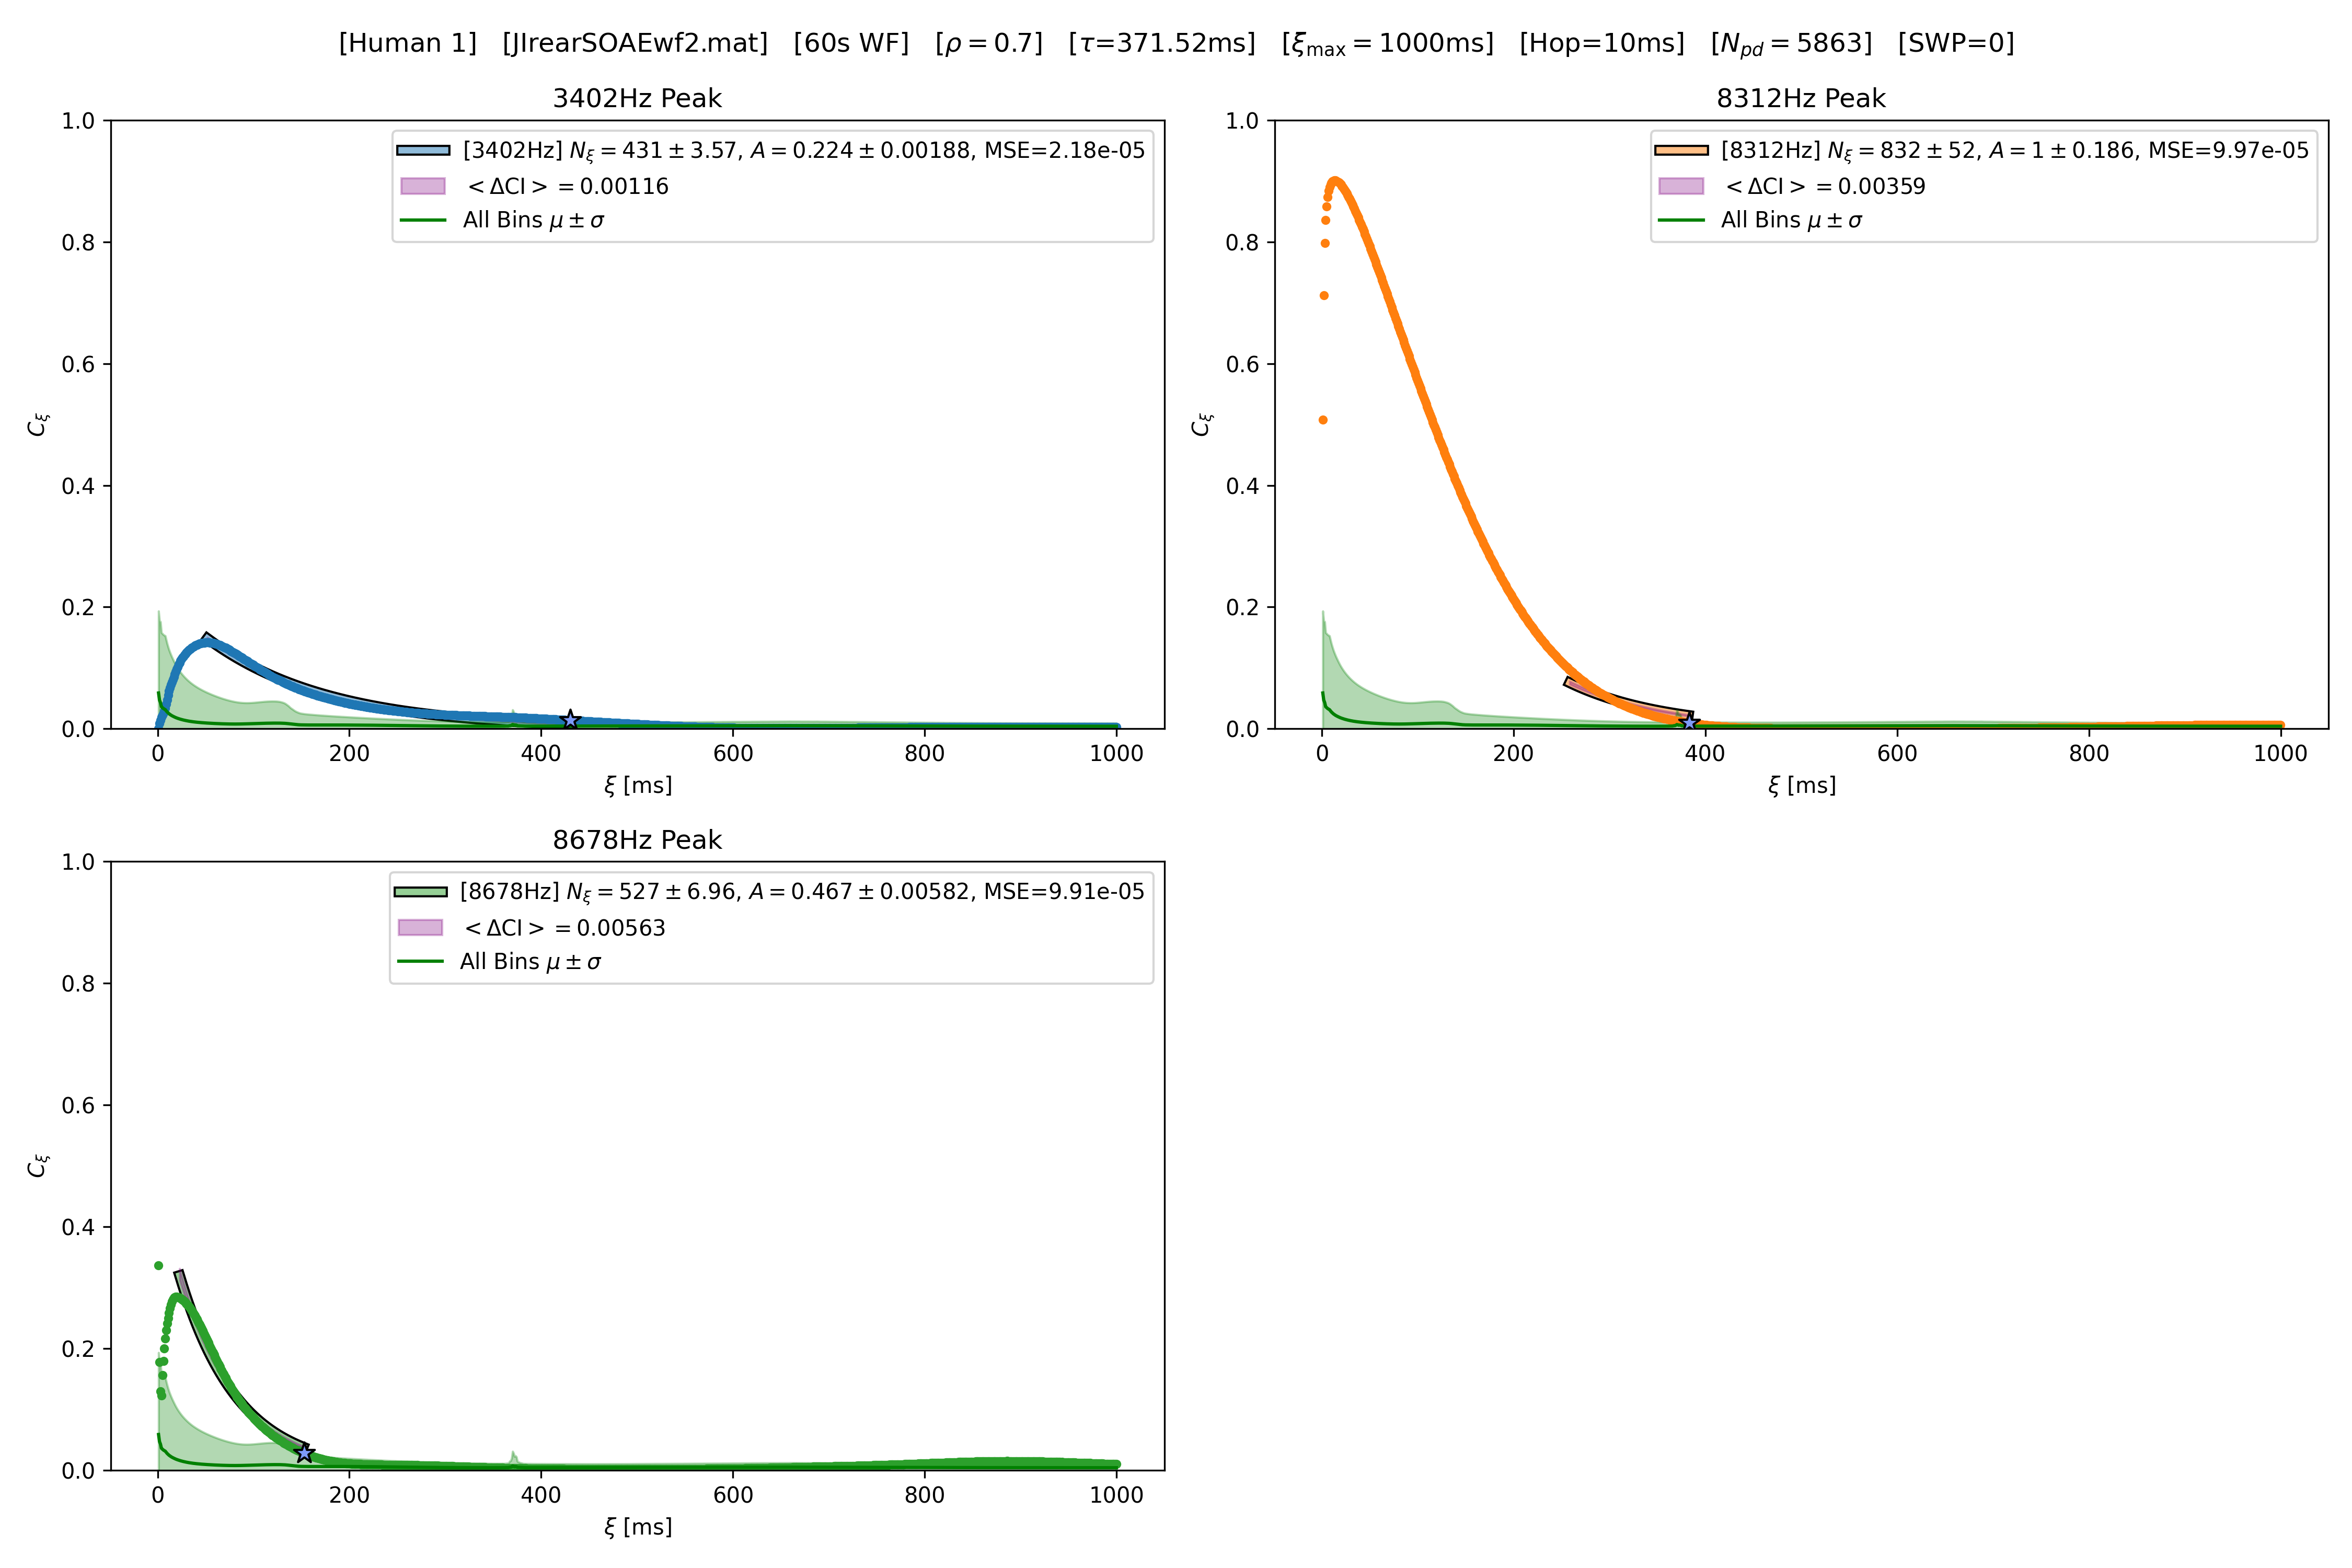 [Human 1] [JIrearSOAEwf2.mat] [60s WF] [ρ = 0.7] [τ=371.52ms] [ξmax = 1000ms] [Hop=10ms] [Npd = 5863] [SWP=0]
3402Hz Peak
1.0
0.8
0.6
0.4
0.2
0.0
Cξ
[3402Hz] Nξ = 431 ± 3.57, A = 0.224 ± 0.00188, MSE=2.18e-05
< ΔCI > = 0.00116
All Bins μ ± σ
0 200 400 600 800 1000
ξ [ms]
8312Hz Peak
1.0
0.8
0.6
0.4
0.2
0.0
Cξ
[8312Hz] Nξ = 832 ± 52, A = 1 ± 0.186, MSE=9.97e-05
< ΔCI > = 0.00359
All Bins μ ± σ
0 200 400 600 800 1000
ξ [ms]
8678Hz Peak
1.0
0.8
0.6
0.4
0.2
0.0
Cξ
[8678Hz] Nξ = 527 ± 6.96, A = 0.467 ± 0.00582, MSE=9.91e-05
< ΔCI > = 0.00563
All Bins μ ± σ
0 200 400 600 800 1000
ξ [ms]